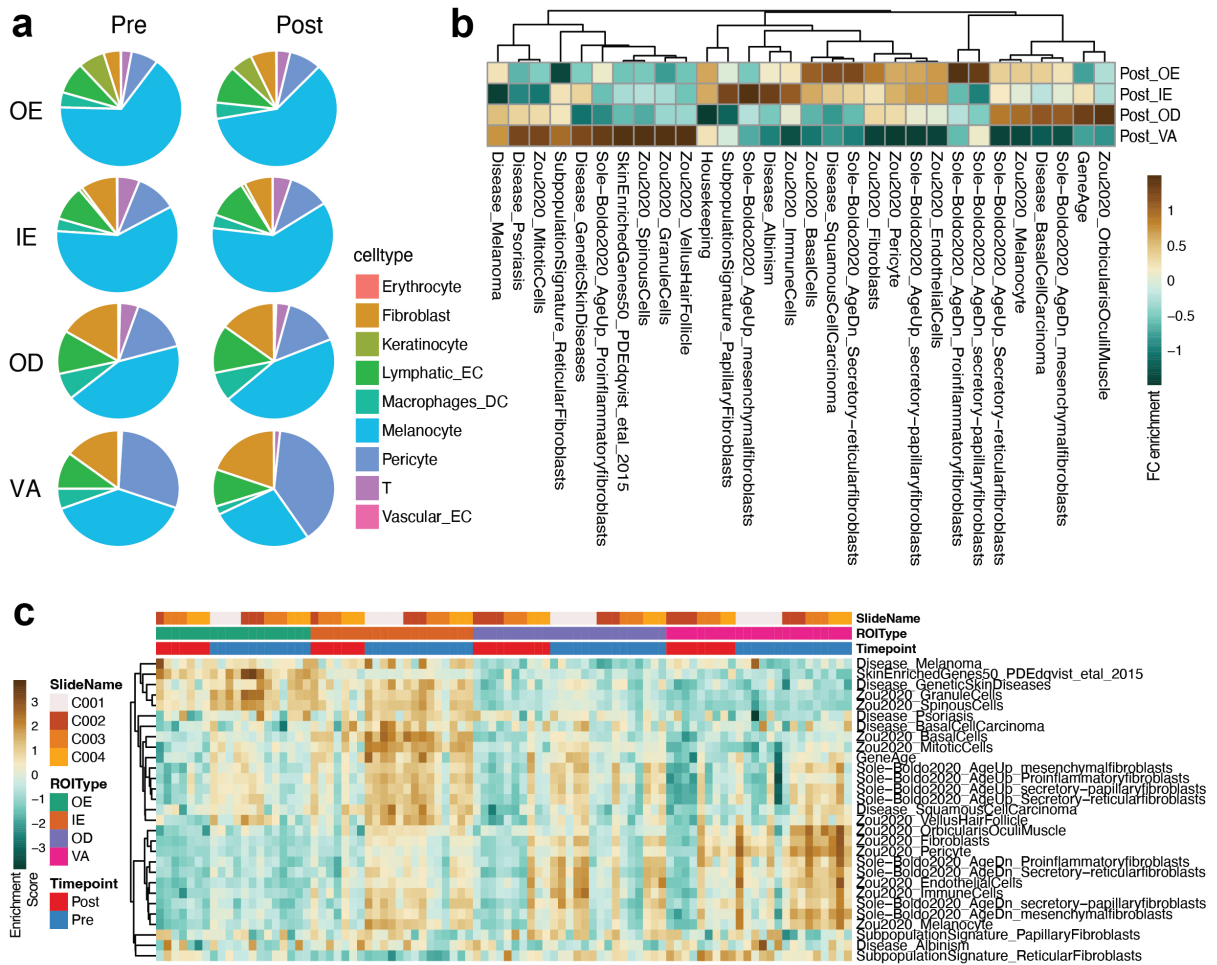 a
Pre
Post
OE
IE
OD
VA
celltype
Erythrocyte
Fibroblast
Keratinocyte
Lymphatic_EC
Macrophages_DC
Melanocyte
Pericyte
T
Vascular_EC
b
Post_OE
Post_IE
Post_OD
Post_VA
Disease_Melanoma
Disease_Psoriasis
Zou2020_MitoticCells
SubpopulationSignature_ReticularFibroblasts
Disease_GeneticSkinDiseases
Sole-Boldo2020_AgeUp_Proinflammatoryfibroblasts
SkinEnrichedGenes50_PDEdqvist_etal_2015
Zou2020_SpinousCells
Zou2020_GranuleCells
Zou2020_VellusHairFollicle
Housekeeping
SubpopulationSignature_PapillaryFibroblasts
Sole-Boldo2020_AgeUp_mesenchymalfibroblasts
Disease_Albinism
Zou2020_ImmuneCells
Zou2020_BasalCells
Disease_SquamousCellCarcinoma
Sole-Boldo2020_AgeDn_Secretory-reticularfibroblasts
Zou2020_Fibroblasts
Zou2020_Pericyte
Sole-Boldo2020_AgeUp_secretory-papillaryfibroblasts
Zou2020_EndothelialCells
Sole-Boldo2020_AgeDn_Proinflammatoryfibroblasts
Sole-Boldo2020_AgeDn_secretory-papillaryfibroblasts
Sole-Boldo2020_AgeUp_Secretory-reticularfibroblasts
Zou2020_Melanocyte
Disease_BasalCellCarcinoma
Sole-Boldo2020_AgeDn_mesenchymalfibroblasts
GeneAge
Zou2020_OrbicularisOculiMuscle
1
0.5
0
−0.5
−1
FC enrichment
c
SlideName
ROIType
Timepoint
3
2
1
0
−1
−2
−3
Enrichment
Score
SlideName
C001
C002
C003
C004
ROIType
OE
IE
OD
VA
Timepoint
Post
Pre
Disease_Melanoma
SkinEnrichedGenes50_PDEdqvist_etal_2015
Disease_GeneticSkinDiseases
Zou2020_GranuleCells
Zou2020_SpinousCells
Disease_Psoriasis
Disease_BasalCellCarcinoma
Zou2020_BasalCells
Zou2020_MitoticCells
GeneAge
Sole-Boldo2020_AgeUp_mesenchymalfibroblasts
Sole-Boldo2020_AgeUp_Proinflammatoryfibroblasts
Sole-Boldo2020_AgeUp_secretory-papillaryfibroblasts
Sole-Boldo2020_AgeUp_Secretory-reticularfibroblasts
Disease_SquamousCellCarcinoma
Zou2020_VellusHairFollicle
Zou2020_OrbicularisOculiMuscle
Zou2020_Fibroblasts
Zou2020_Pericyte
Sole-Boldo2020_AgeDn_Proinflammatoryfibroblasts
Sole-Boldo2020_AgeDn_Secretory-reticularfibroblasts
Zou2020_EndothelialCells
Zou2020_ImmuneCells
Sole-Boldo2020_AgeDn_secretory-papillaryfibroblasts
Sole-Boldo2020_AgeDn_mesenchymalfibroblasts
Zou2020_Melanocyte
SubpopulationSignature_PapillaryFibroblasts
Disease_Albinism
SubpopulationSignature_ReticularFibroblasts